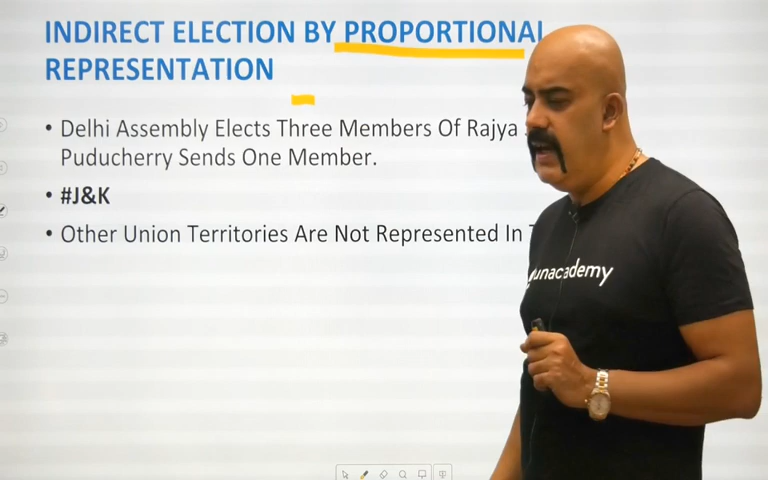 INDIRECT ELECTION BY PROPORTIONAL
REPRESENTATION
• Delhi Assembly Elects Three Members Of Rajya
Puducherry Sends One Member.
• #J&K
• Other Union Territories Are Not Represented In
unacademy